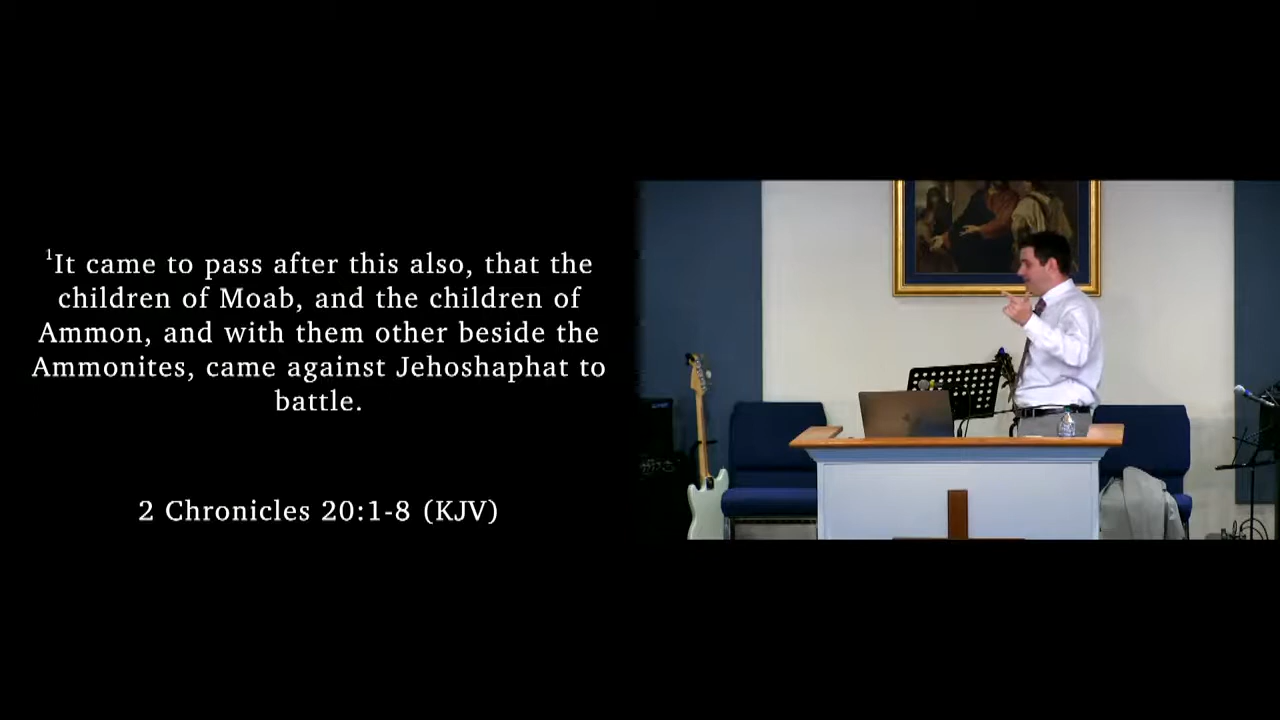 ¹It came to pass after this also, that the
children of Moab, and the children of
Ammon, and with them other beside the
Ammonites, came against Jehoshaphat to
battle.
2 Chronicles 20:1-8 (KJV)